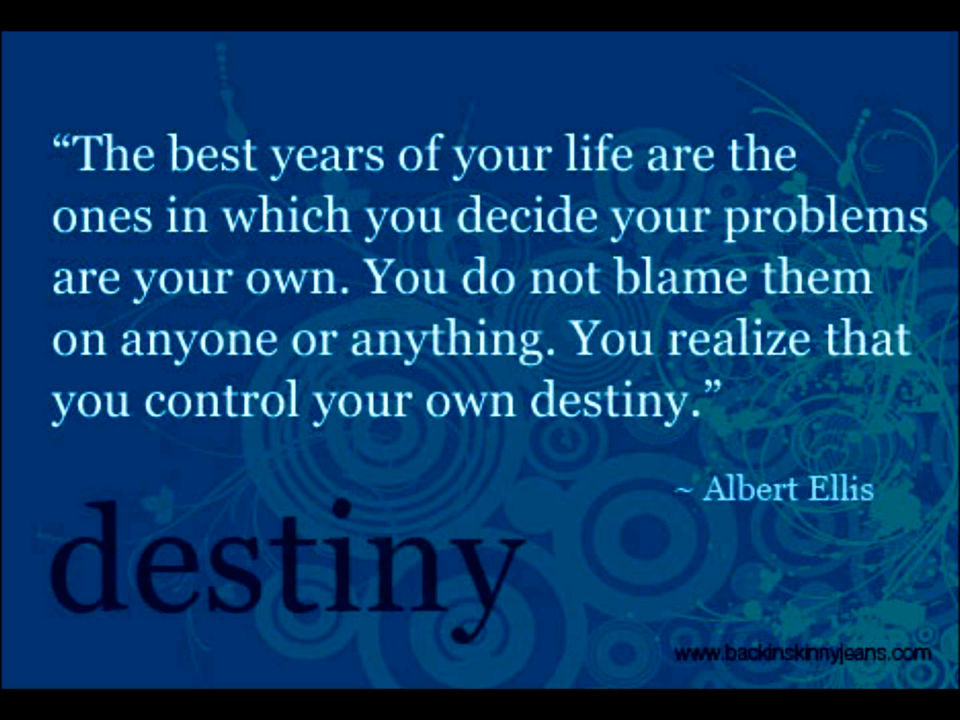 “The best years of your life are the
ones in which you decide your problems
are your own. You do not blame them
on anyone or anything. You realize that
you control your own destiny.”
~ Albert Ellis
destiny
www.backinskinnyjeans.com